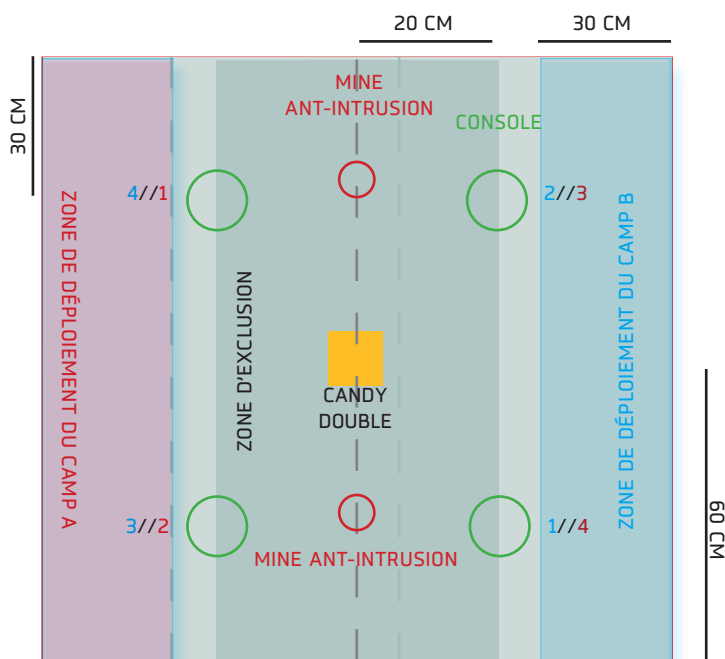 20 CM
30 CM
30 CM
MINE
ANT-INTRUSION
CONSOLE
4//1
2//3
ZONE DE DÉPLOIEMENT DU CAMP A
ZONE D'EXCLUSION
ZONE DE DÉPLOIEMENT DU CAMP B
CANDY
DOUBLE
3//2
1//4
MINE ANT-INTRUSION
60 CM